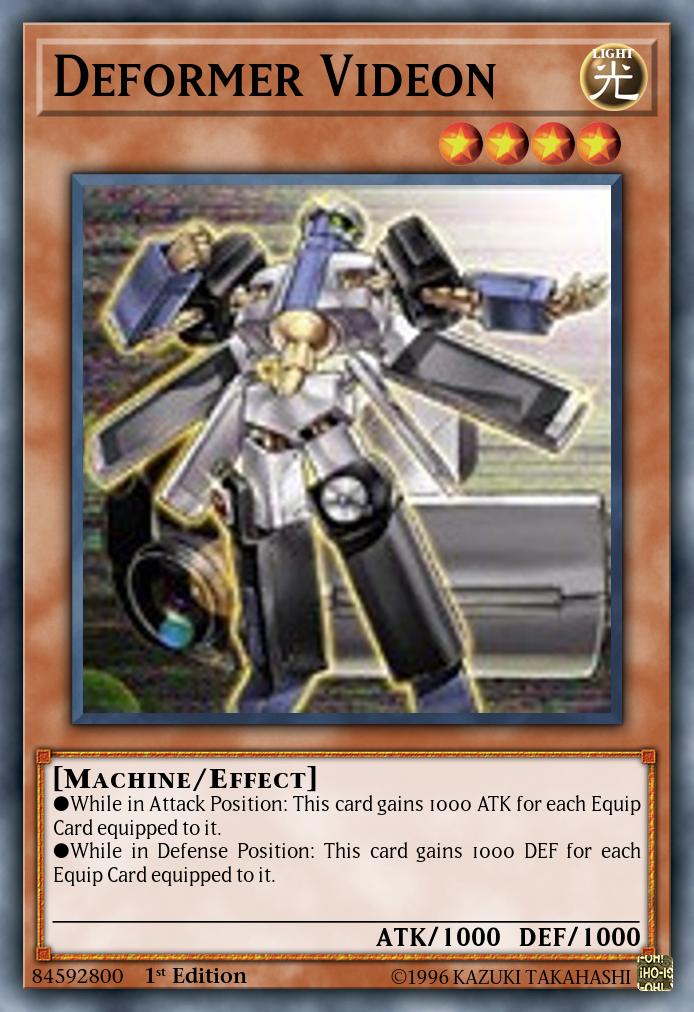 DEFORMER VIDEON
LIGHT
光
[MACHINE/EFFECT]
●While in Attack Position: This card gains 1000 ATK for each Equip
Card equipped to it.
●While in Defense Position: This card gains 1000 DEF for each
Equip Card equipped to it.
ATK/1000 DEF/1000
84592800 1st Edition ©1996 KAZUKI TAKAHASHI